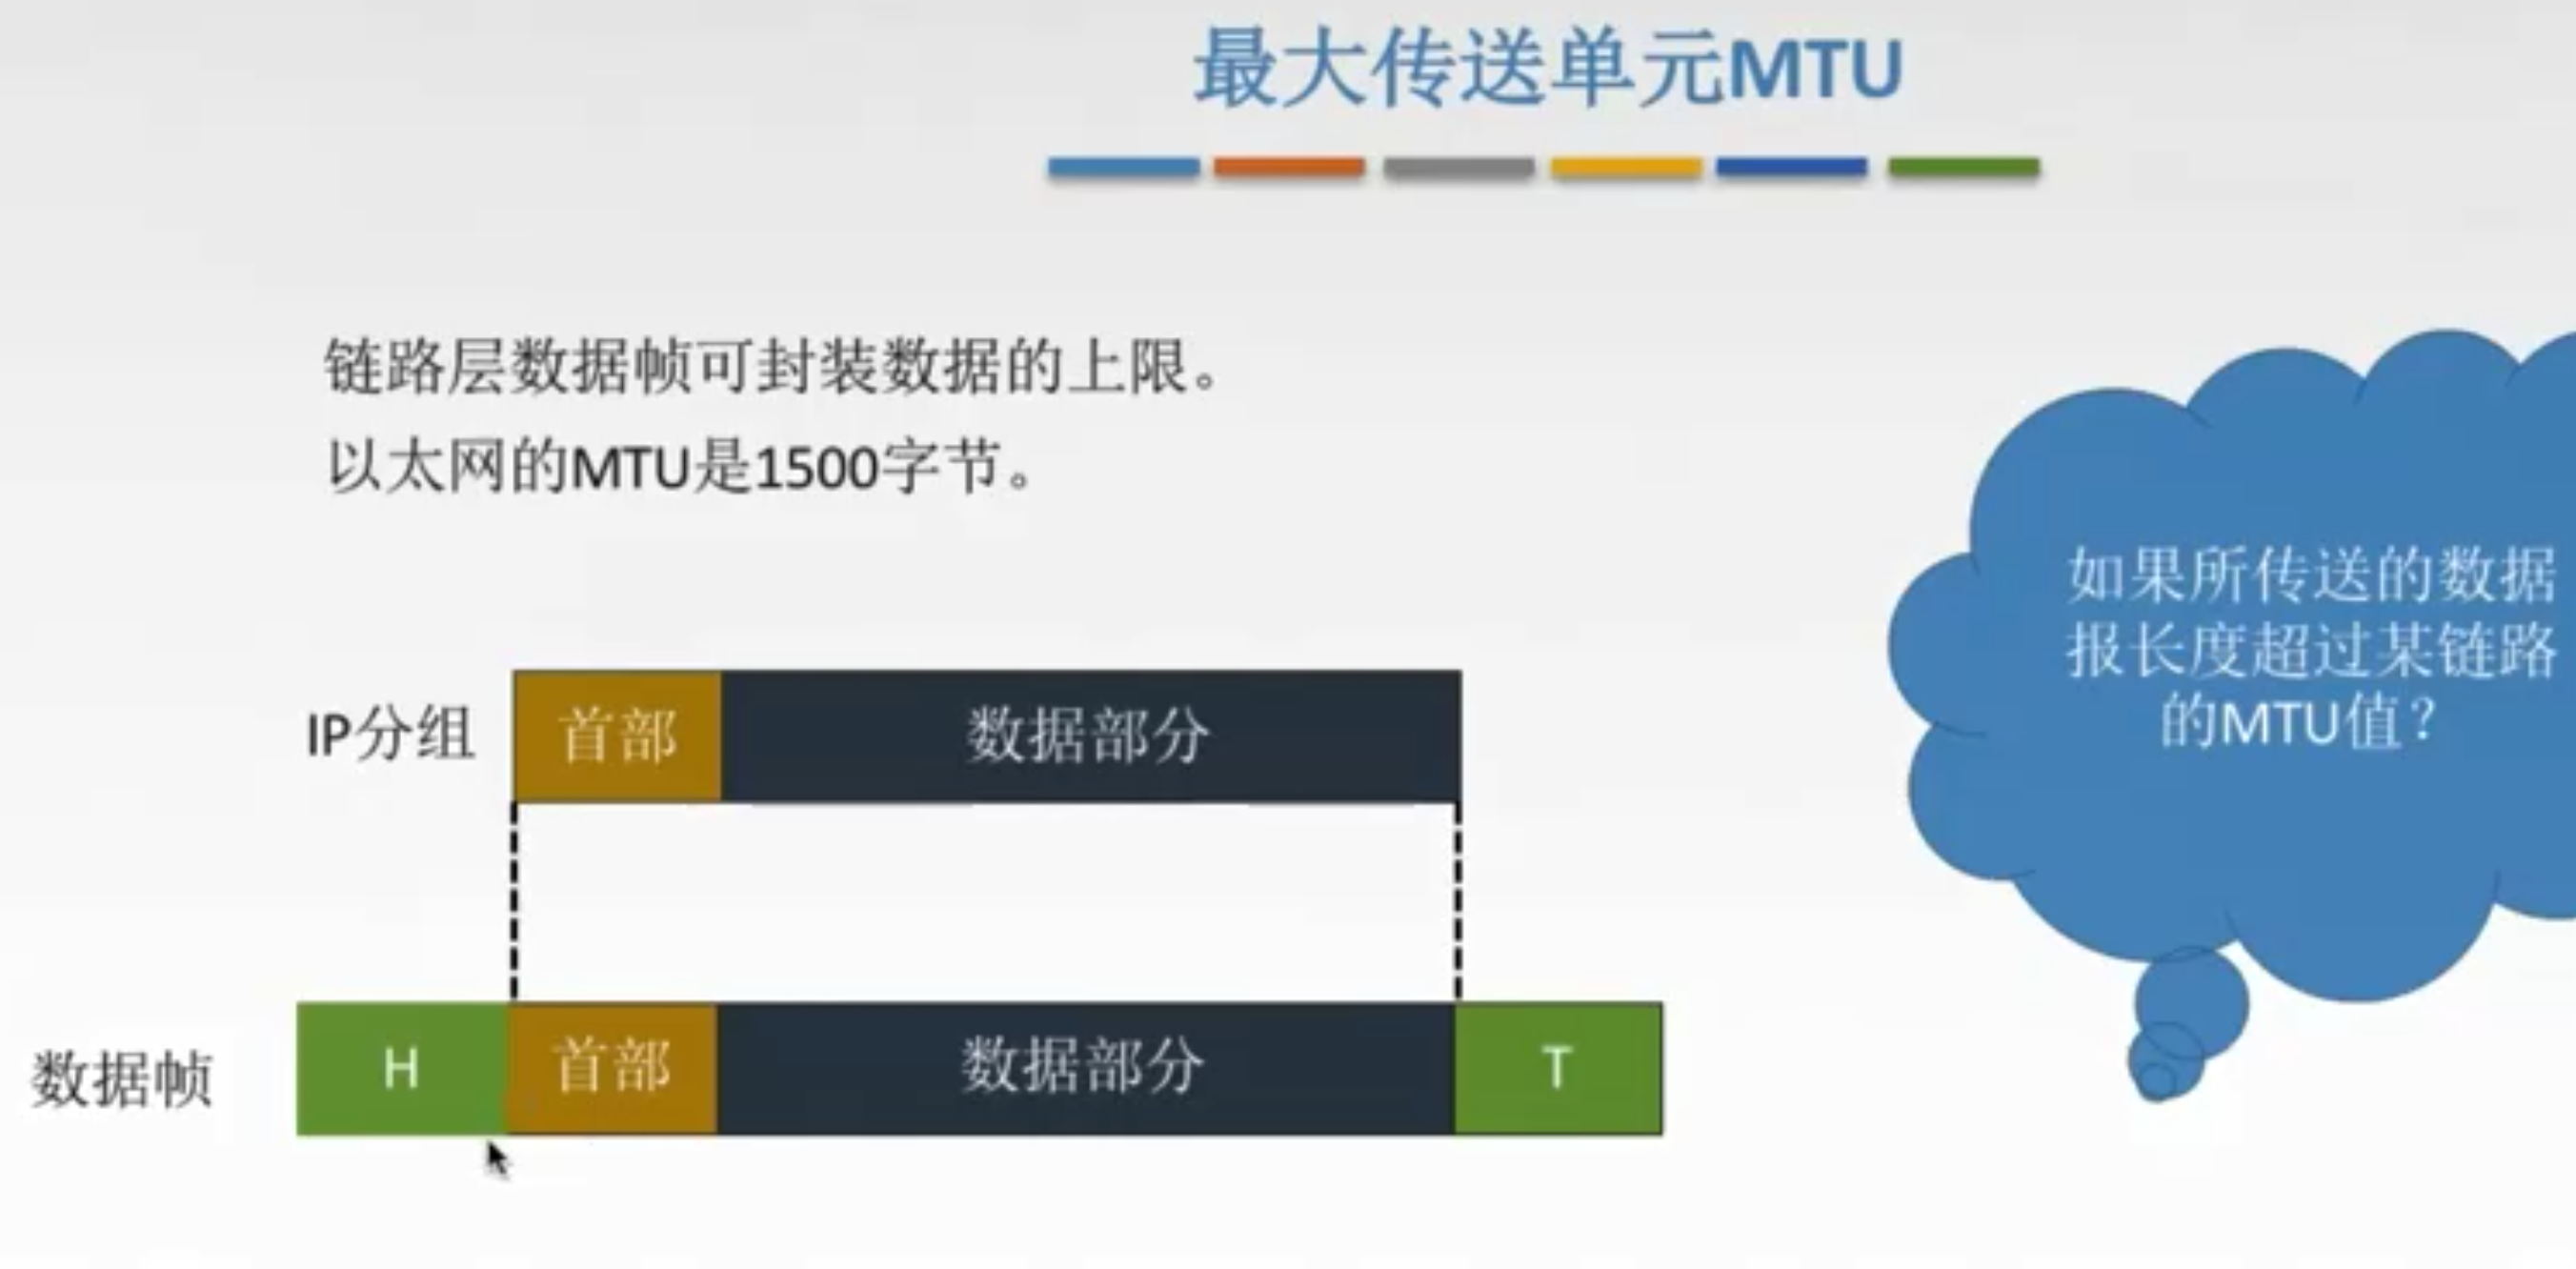 最大传送单元MTU
链路层数据帧可封装数据的上限。
以太网的MTU是1500字节。
如果所传送的数据
报长度超过某链路
的MTU值？
IP分组 首部 数据部分
数据帧 H 首部 数据部分 T